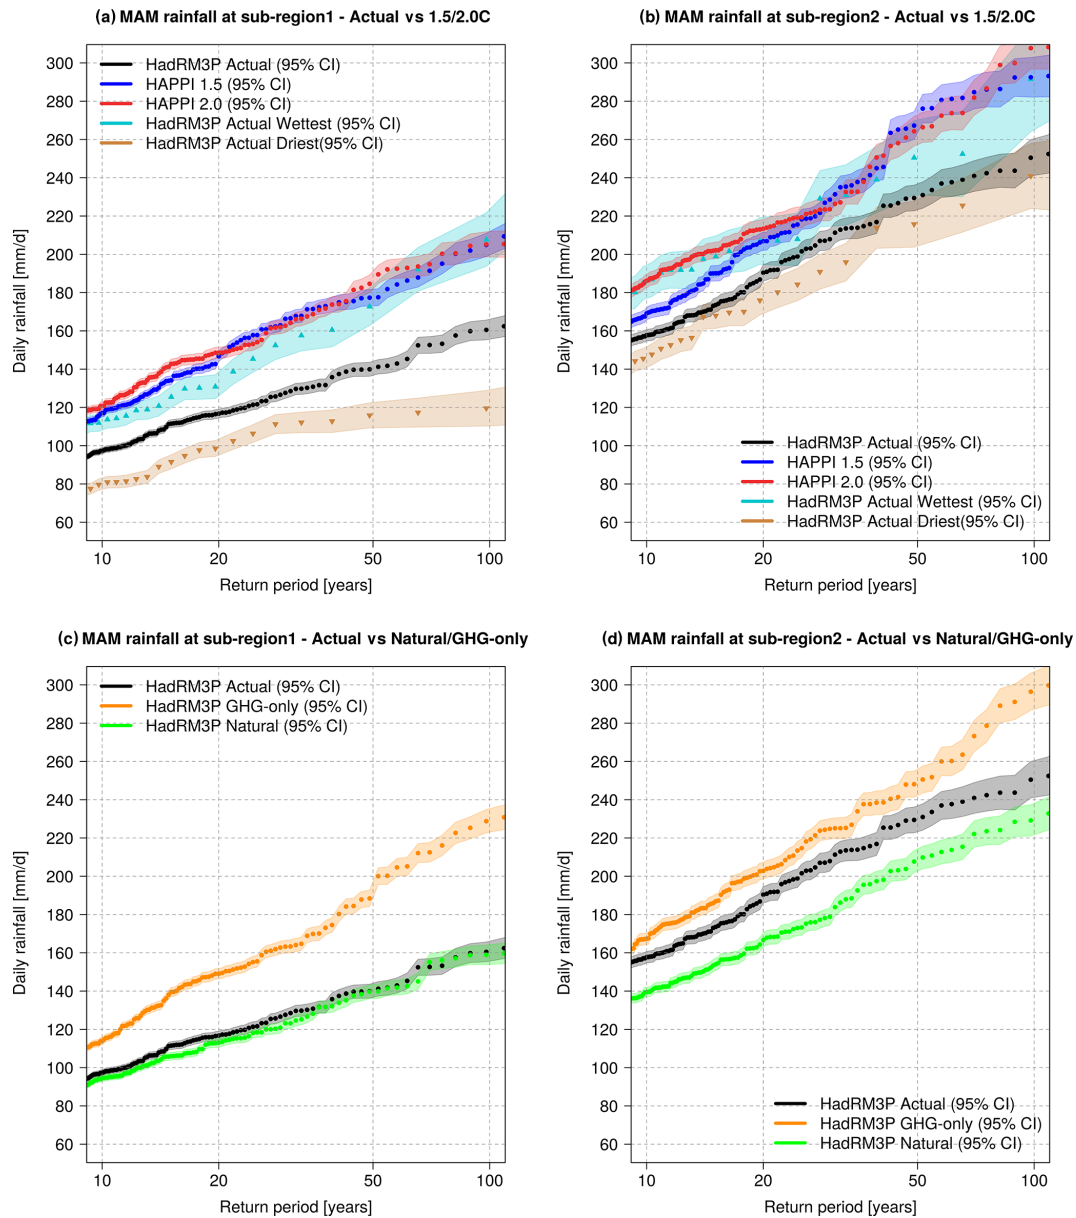 (a) MAM rainfall at sub-region1 - Actual vs 1.5/2.0C
HadRM3P Actual (95% CI)
HAPPI 1.5 (95% CI)
HAPPI 2.0 (95% CI)
HadRM3P Actual Wettest (95% CI)
HadRM3P Actual Driest(95% CI)
Daily rainfall [mm/d]
300
280
260
240
220
200
180
160
140
120
100
80
60
10 20 50 100
Return period [years]
(b) MAM rainfall at sub-region2 - Actual vs 1.5/2.0C
Daily rainfall [mm/d]
300
280
260
240
220
200
180
160
140
120
100
80
60
HadRM3P Actual (95% CI)
HAPPI 1.5 (95% CI)
HAPPI 2.0 (95% CI)
HadRM3P Actual Wettest (95% CI)
HadRM3P Actual Driest(95% CI)
10 20 50 100
Return period [years]
(c) MAM rainfall at sub-region1 - Actual vs Natural/GHG-only
HadRM3P Actual (95% CI)
HadRM3P GHG-only (95% CI)
HadRM3P Natural (95% CI)
Daily rainfall [mm/d]
300
280
260
240
220
200
180
160
140
120
100
80
60
10 20 50 100
Return period [years]
(d) MAM rainfall at sub-region2 - Actual vs Natural/GHG-only
Daily rainfall [mm/d]
300
280
260
240
220
200
180
160
140
120
100
80
60
HadRM3P Actual (95% CI)
HadRM3P GHG-only (95% CI)
HadRM3P Natural (95% CI)
10 20 50 100
Return period [years]